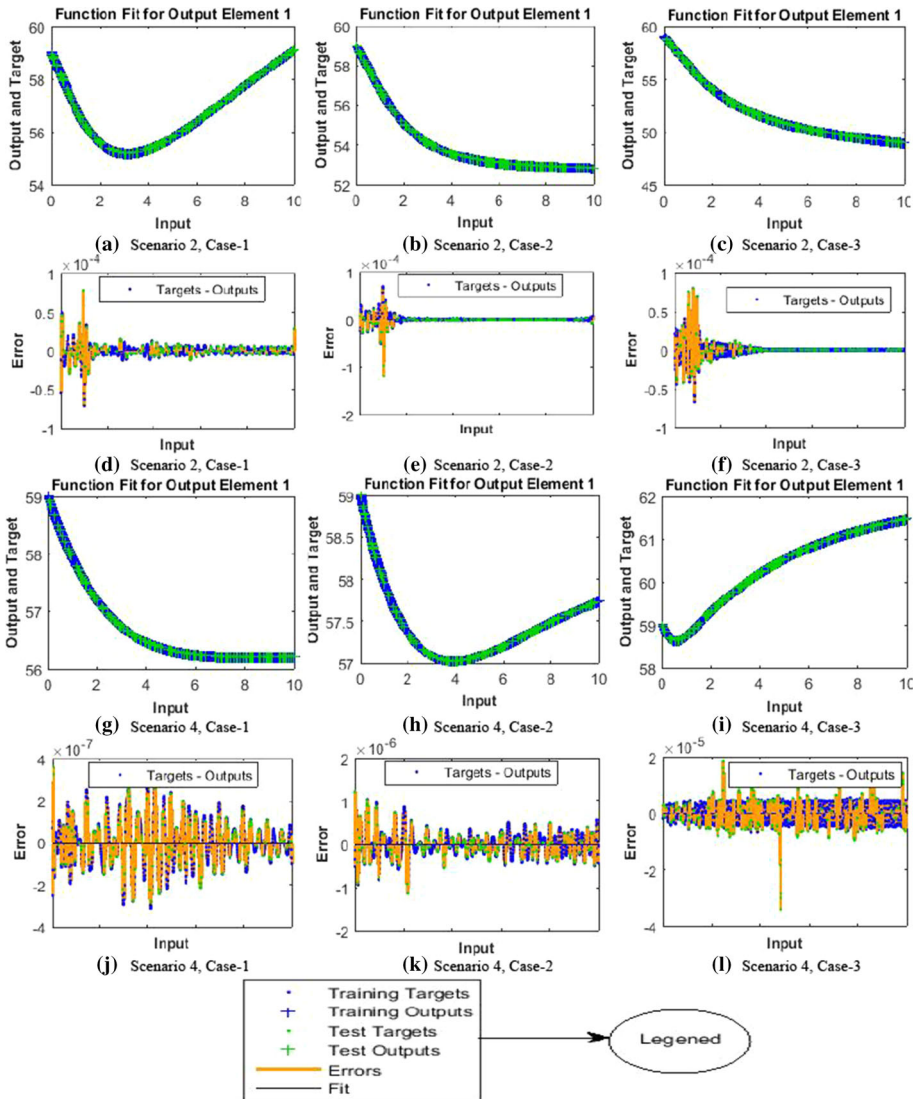 Function Fit for Output Element 1
Function Fit for Output Element 1
Function Fit for Output Element 1
60
58
56
54
Output and Target
0 2 4 6 8 10
Input
60
58
56
54
52
Output and Target
0 2 4 6 8 10
Input
60
55
50
45
Output and Target
0 2 4 6 8 10
Input
(a) Scenario 2, Case-1
(b) Scenario 2, Case-2
(c) Scenario 2, Case-3
×10⁻⁴
1
0.5
0
-0.5
-1
Error
Targets - Outputs
Input
×10⁻⁴
1
0
-1
-2
Error
Targets - Outputs
Input
×10⁻⁴
1
0.5
0
-0.5
-1
Error
Targets - Outputs
Input
(d) Scenario 2, Case-1
(e) Scenario 2, Case-2
(f) Scenario 2, Case-3
Function Fit for Output Element 1
Function Fit for Output Element 1
Function Fit for Output Element 1
59
58
57
56
Output and Target
0 2 4 6 8 10
Input
59
58
57
Output and Target
0 2 4 6 8 10
Input
62
61
60
59
58
Output and Target
0 2 4 6 8 10
Input
(g) Scenario 4, Case-1
(h) Scenario 4, Case-2
(i) Scenario 4, Case-3
×10⁻⁷
4
2
0
-2
-4
Error
Targets - Outputs
Input
×10⁻⁶
2
1
0
-1
-2
Error
Targets - Outputs
Input
×10⁻⁵
2
0
-2
-4
Error
Targets - Outputs
Input
(j) Scenario 4, Case-1
(k) Scenario 4, Case-2
(l) Scenario 4, Case-3
Training Targets
Training Outputs
Test Targets
Test Outputs
Errors
Fit
Legened